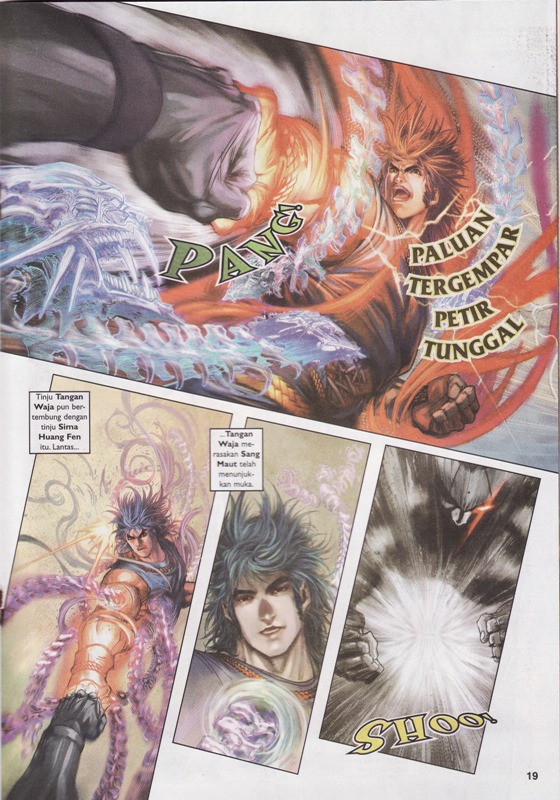 PANG!
PALUAN
TERGEMPAR
PETIR
TUNGGAL
Tinju Tangan
Waja pun ber-
tembung dengan
tinju Sima
Huang Fen
itu. Lantas...
...Tangan
Waja me-
rasakan Sang
Maut telah
menunjuk-
kan muka.
SHOO!
19